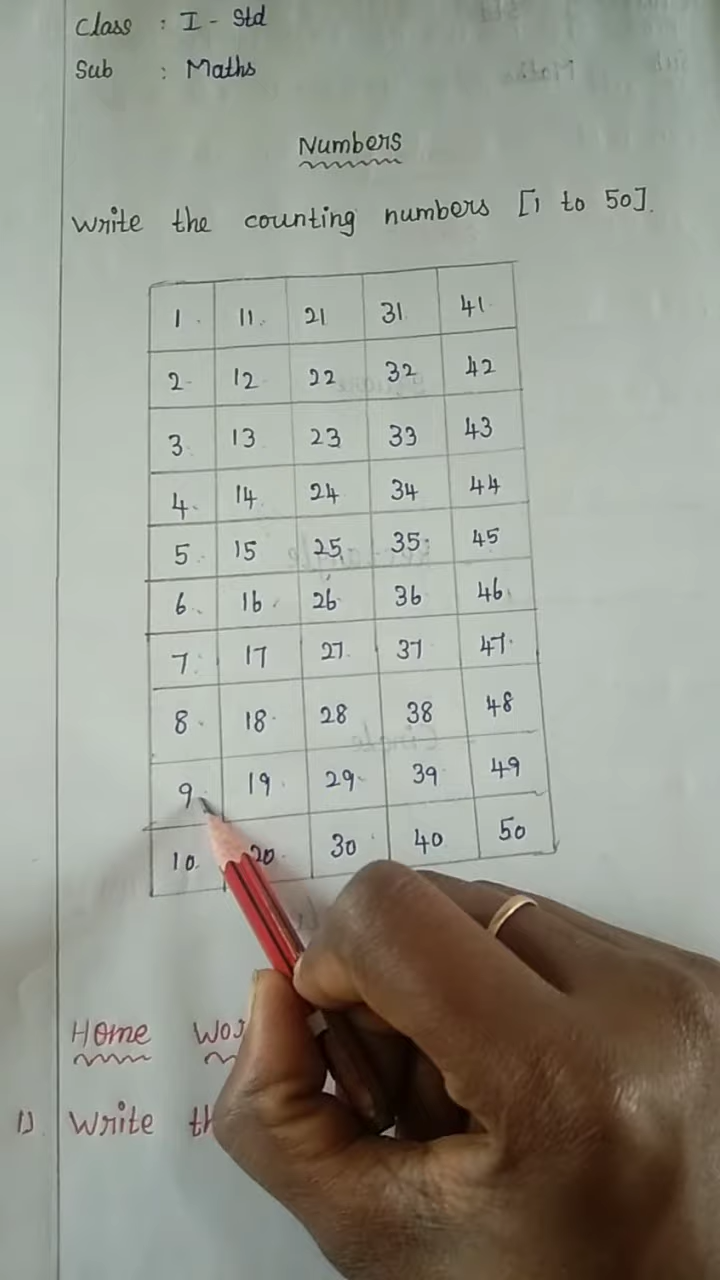 Class : I - Std
Sub : Maths
Numbers
Write the counting numbers [1 to 50].
1 11 21 31 41
2 12 22 32 42
3 13 23 33 43
4 14 24 34 44
5 15 25 35 45
6 16 26 36 46
7 17 27 37 47
8 18 28 38 48
9 19 29 39 49
10 20 30 40 50
Home
1) Write